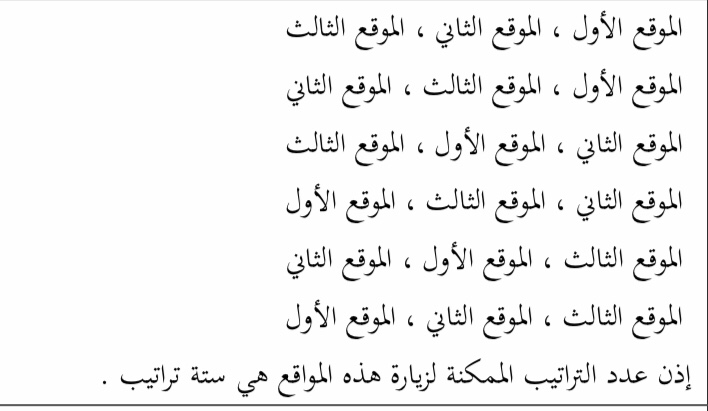 الموقع الأول ، الموقع الثاني ، الموقع الثالث
الموقع الأول ، الموقع الثالث ، الموقع الثاني
الموقع الثاني ، الموقع الأول ، الموقع الثالث
الموقع الثاني ، الموقع الثالث ، الموقع الأول
الموقع الثالث ، الموقع الأول ، الموقع الثاني
الموقع الثالث ، الموقع الثاني ، الموقع الأول
إذن عدد التراتيب الممكنة لزيارة هذه المواقع هي ستة تراتيب .